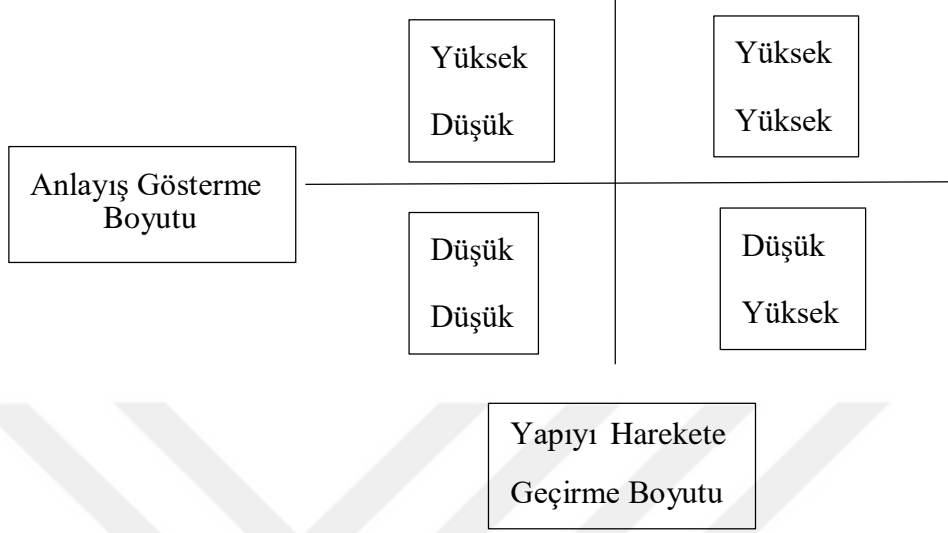 Yüksek
Düşük
Yüksek
Yüksek
Anlayış Gösterme
Boyutu
Düşük
Düşük
Düşük
Yüksek
Yapıyı Harekete
Geçirme Boyutu